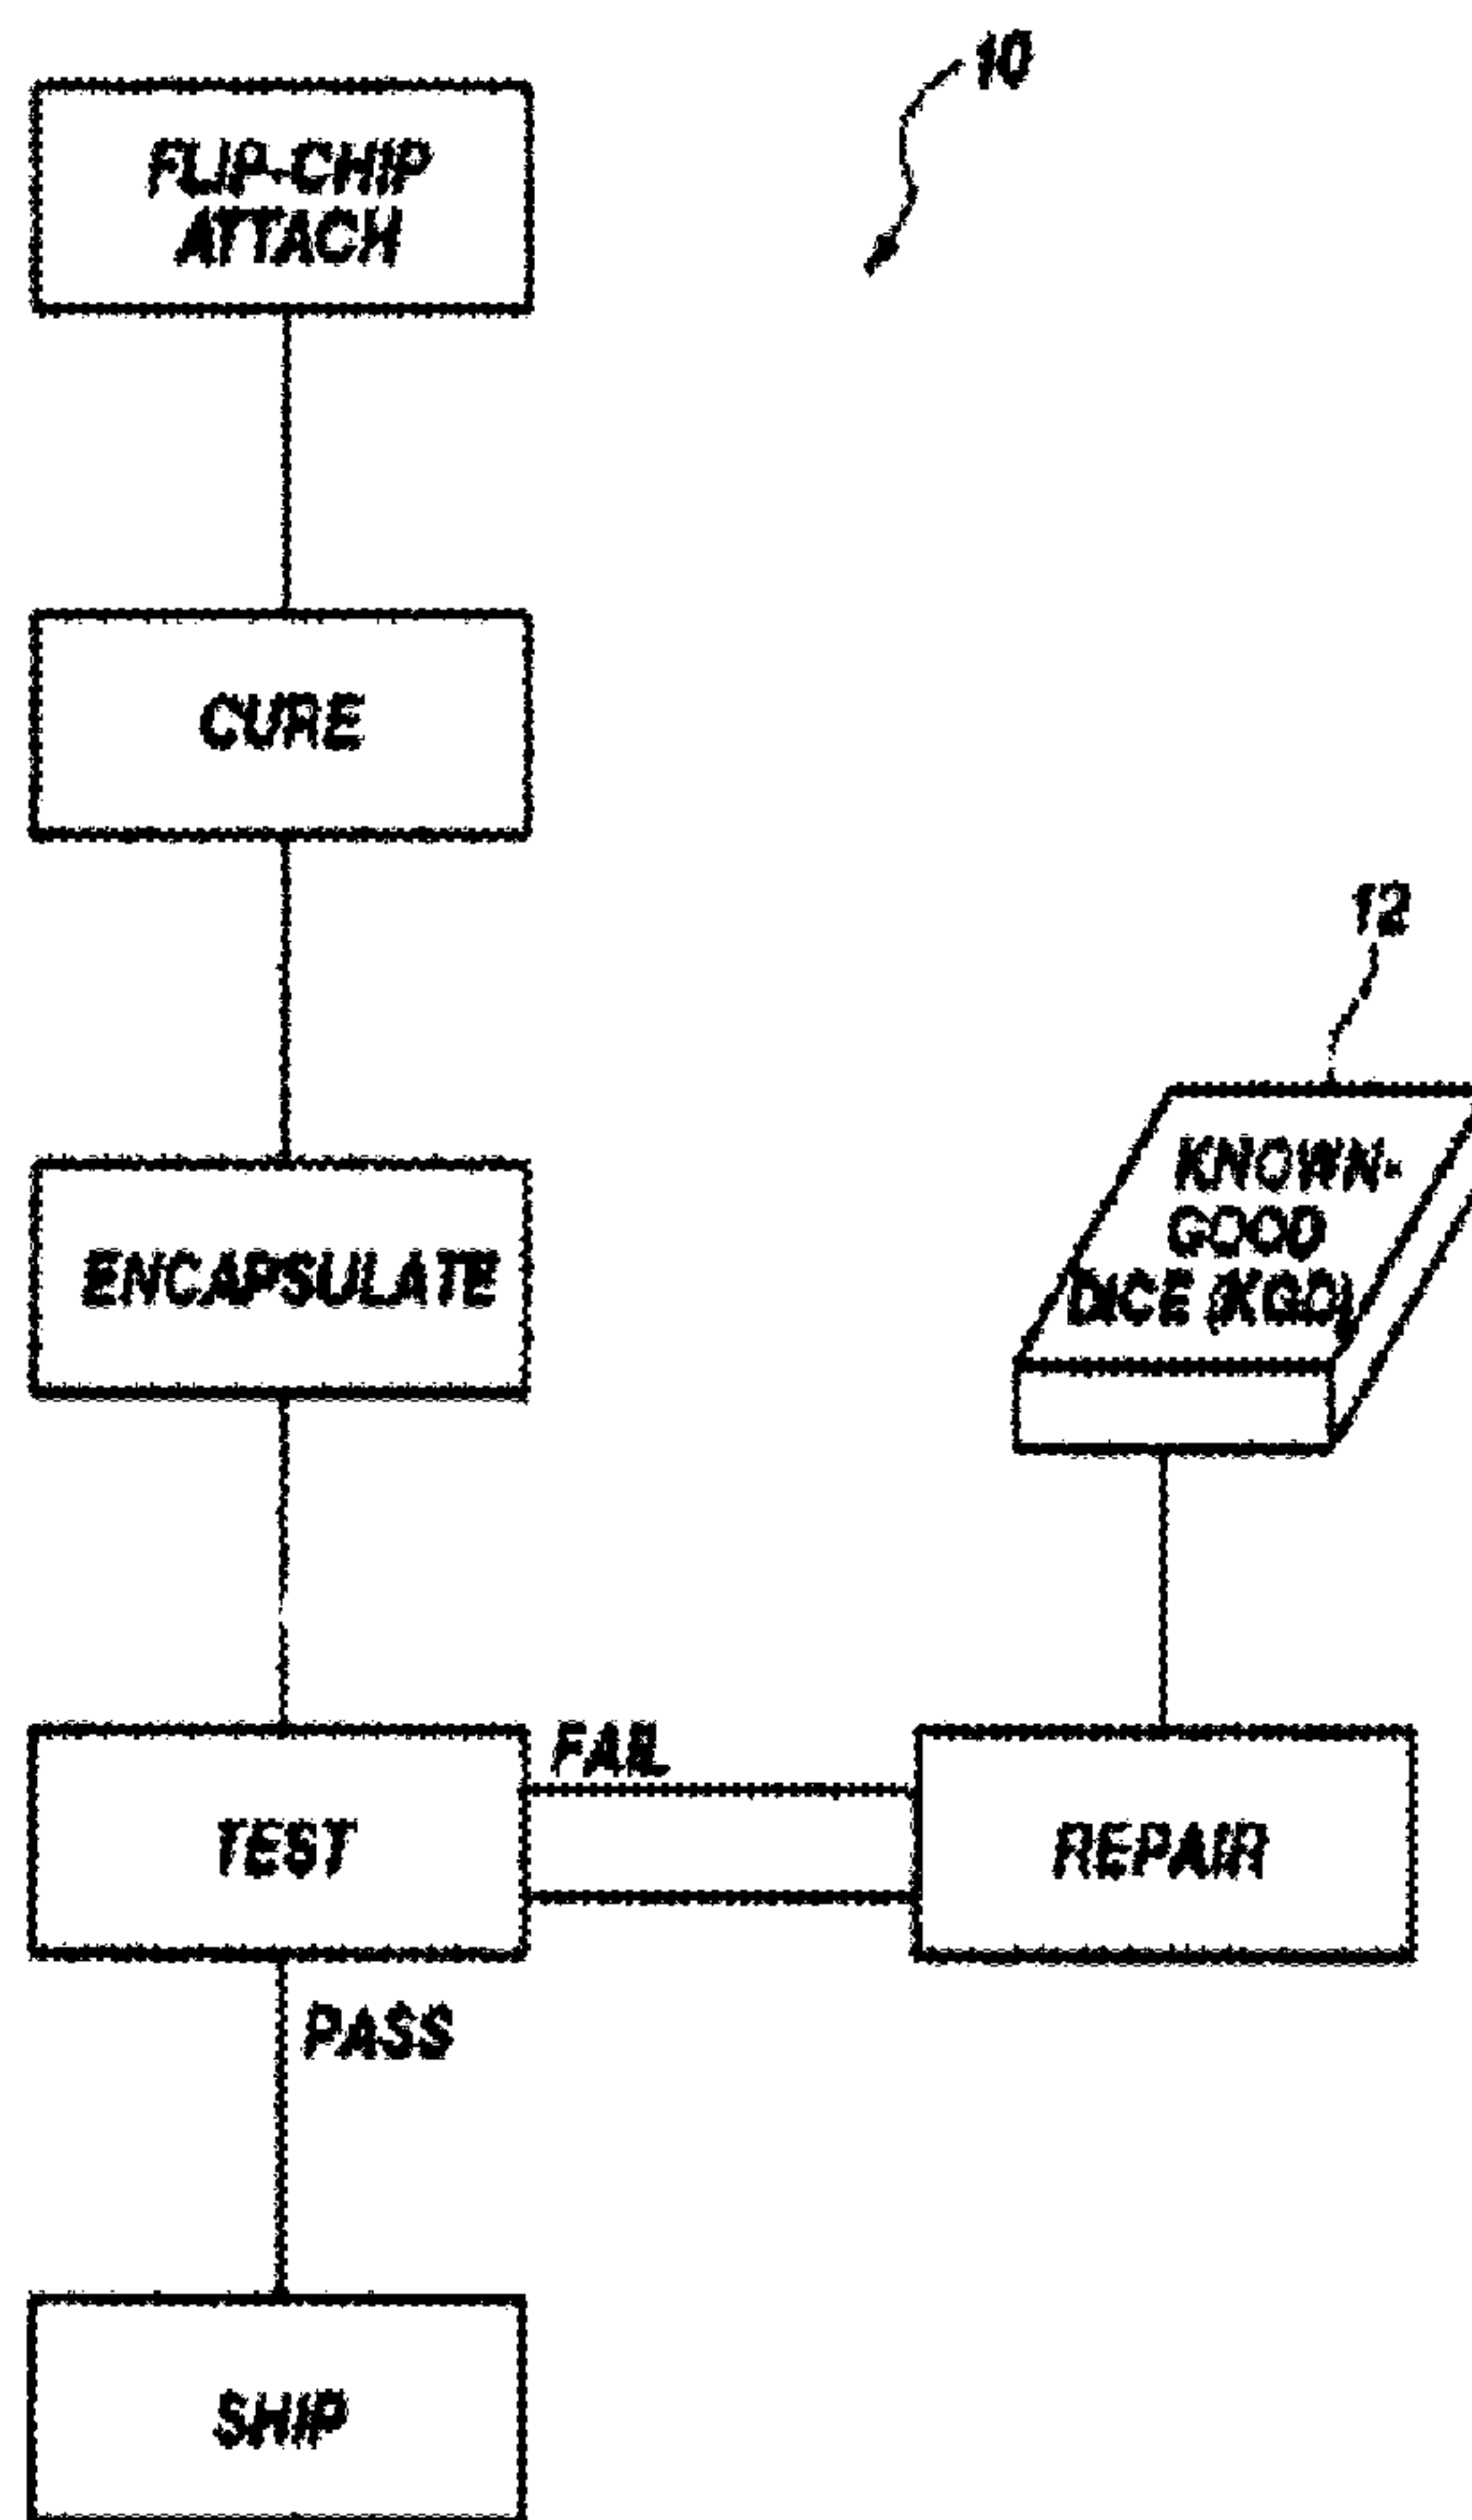 10
FLIP-CHIP
ATTACH
CURE
12
KNOWN-
GOOD
DICE (KGD)
ENCAPSULATE
FAIL
TEST
REPAIR
PASS
SHIP